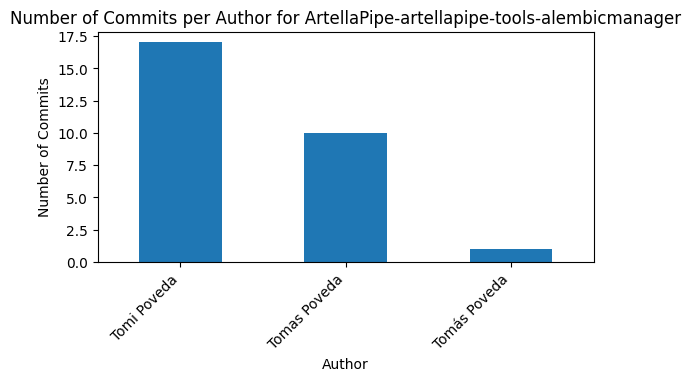 Number of Commits per Author for ArtellaPipe-artellapipe-tools-alembicmanager
17.5
15.0
12.5
10.0
7.5
5.0
2.5
0.0
Number of Commits
Tomi Poveda
Tomas Poveda
Tomás Poveda
Author